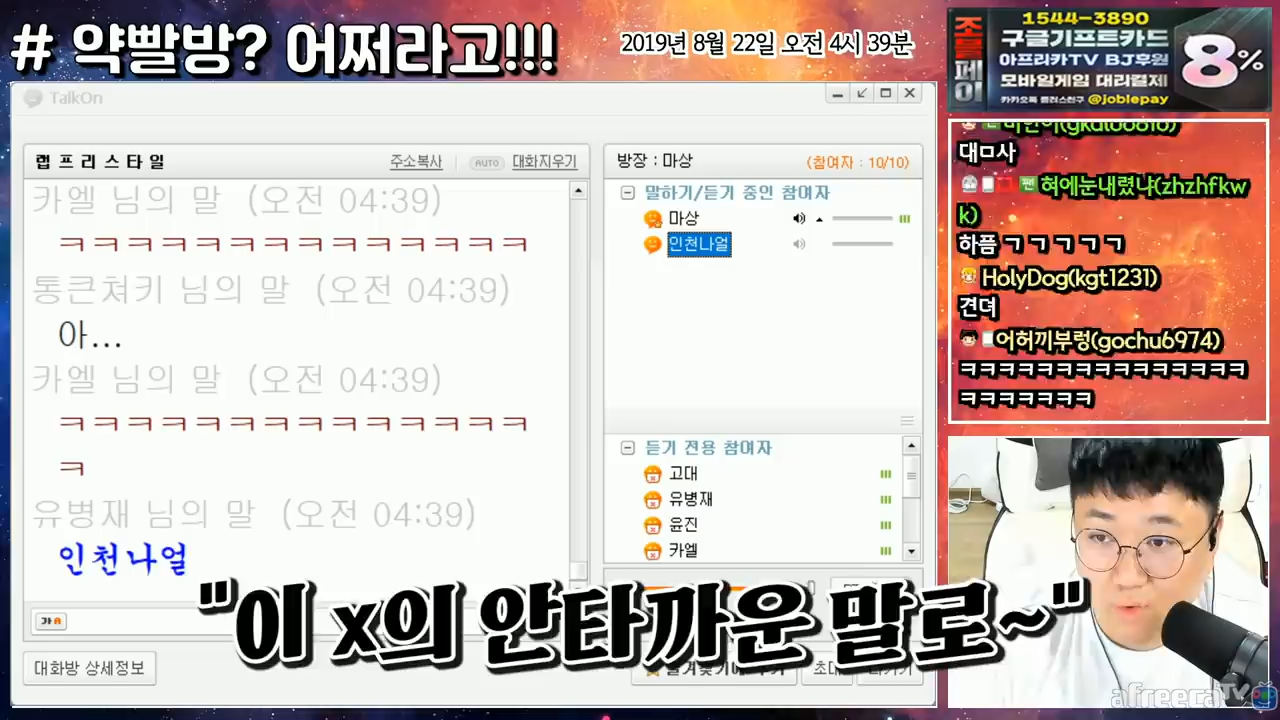 # 약빨방? 어쩌라고!!!
2019년 8월 22일 오전 4시 39분
조블페이
1544-3890
구글기프트카드
아프리카TV BJ후원
모바일게임 대리결제
카카오톡 플러스친구 @joblepay
8%
TalkOn
랩 프 리 스 타 일
주소복사
AUTO
대화지우기
카엘 님의 말 (오전 04:39)
ㅋㅋㅋㅋㅋㅋㅋㅋㅋㅋㅋㅋㅋㅋ
통큰쳐키 님의 말 (오전 04:39)
아...
카엘 님의 말 (오전 04:39)
ㅋㅋㅋㅋㅋㅋㅋㅋㅋㅋㅋㅋㅋㅋ
ㅋ
유병재 님의 말 (오전 04:39)
인천나얼
가
대화방 상세정보
방장 : 마상
(참여자 : 10/10)
말하기/듣기 중인 참여자
마상
인천나얼
듣기 전용 참여자
고대
유병재
윤진
카엘
대ㅁ사
혀에눈내렸냐(zhzhfkw
k)
하픔 ㄱㄱㄱㄱㄱ
HolyDog(kgt1231)
견뎌
어허끼부렁(gochu6974)
ㅋㅋㅋㅋㅋㅋㅋㅋㅋㅋㅋㅋㅋㅋㅋ
ㅋㅋㅋㅋㅋㅋㅋ
"이 x의 안타까운 말로~"
afreecaTV